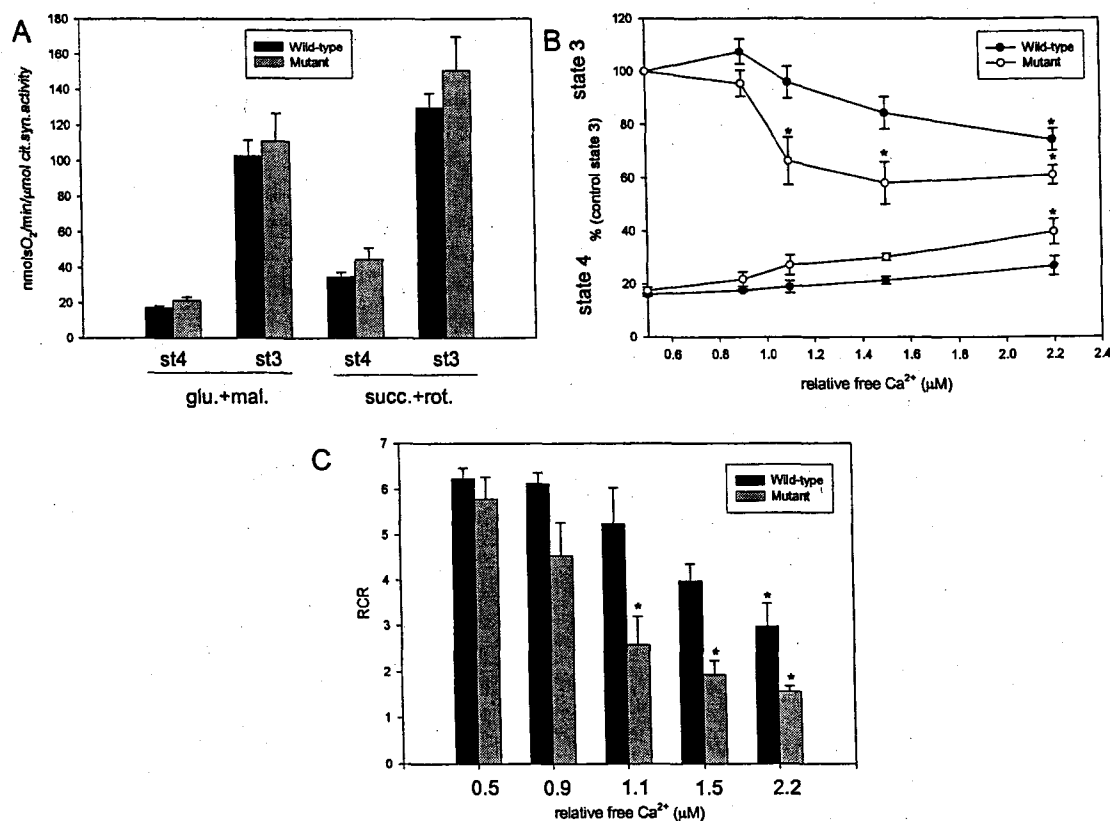 A
Wild-type
Mutant
nmolsO₂/min/μmol cit.syn.activity
180
160
140
120
100
80
60
40
20
0
st4 st3 st4 st3
glu.+mal. succ.+rot.
B
Wild-type
Mutant
state 3
state 4
% (control state 3)
120
100
80
60
40
20
0
* * * * *
0.6 0.8 1.0 1.2 1.4 1.6 1.8 2.0 2.2 2.4
relative free Ca²⁺ (μM)
C
Wild-type
Mutant
RCR
7
6
5
4
3
2
1
0
* * * *
0.5 0.9 1.1 1.5 2.2
relative free Ca²⁺ (μM)